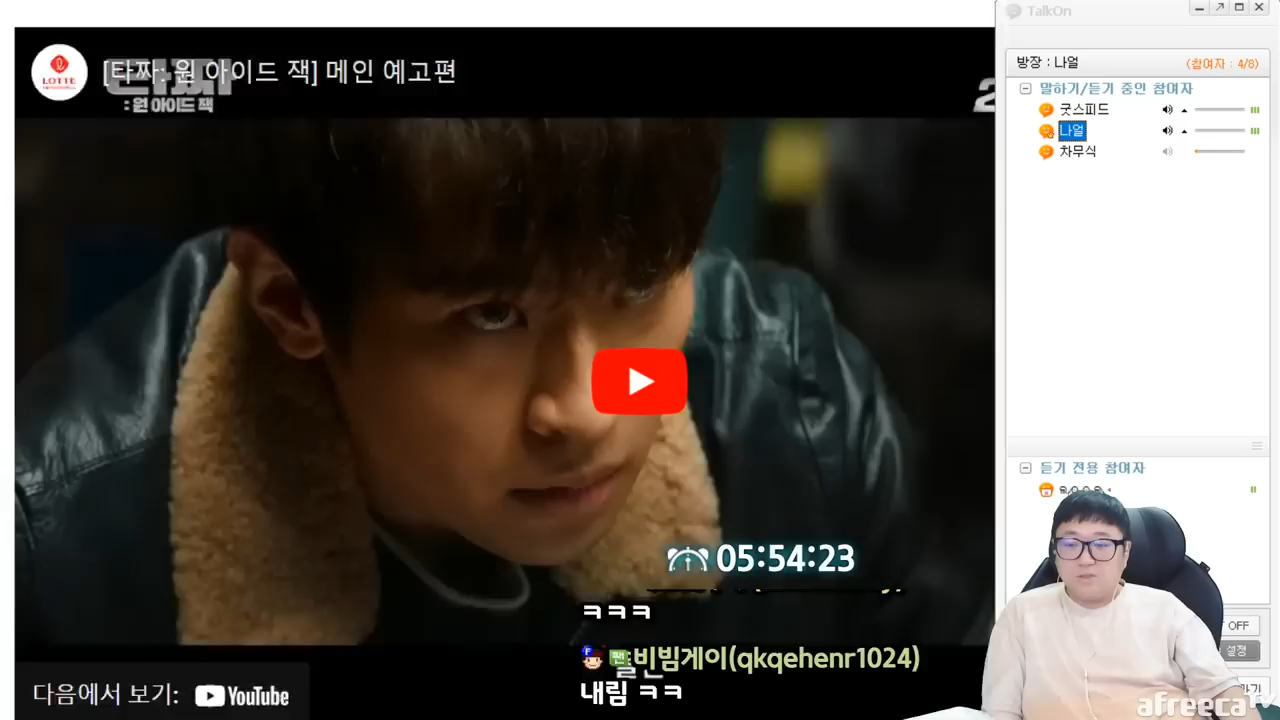 TalkOn
[타짜: 원 아이드 잭] 메인 예고편
LOTTE
타짜
: 원 아이드 잭
2
방장 : 나얼
(참여자 : 4/8)
말하기/듣기 중인 참여자
굿스피드
나얼
차무식
듣기 전용 참여자
05:54:23
ㅋㅋㅋ
비빔게이(qkqehenr1024)
내림 ㅋㅋ
OFF
설정
다음에서 보기: YouTube
afreecaTV